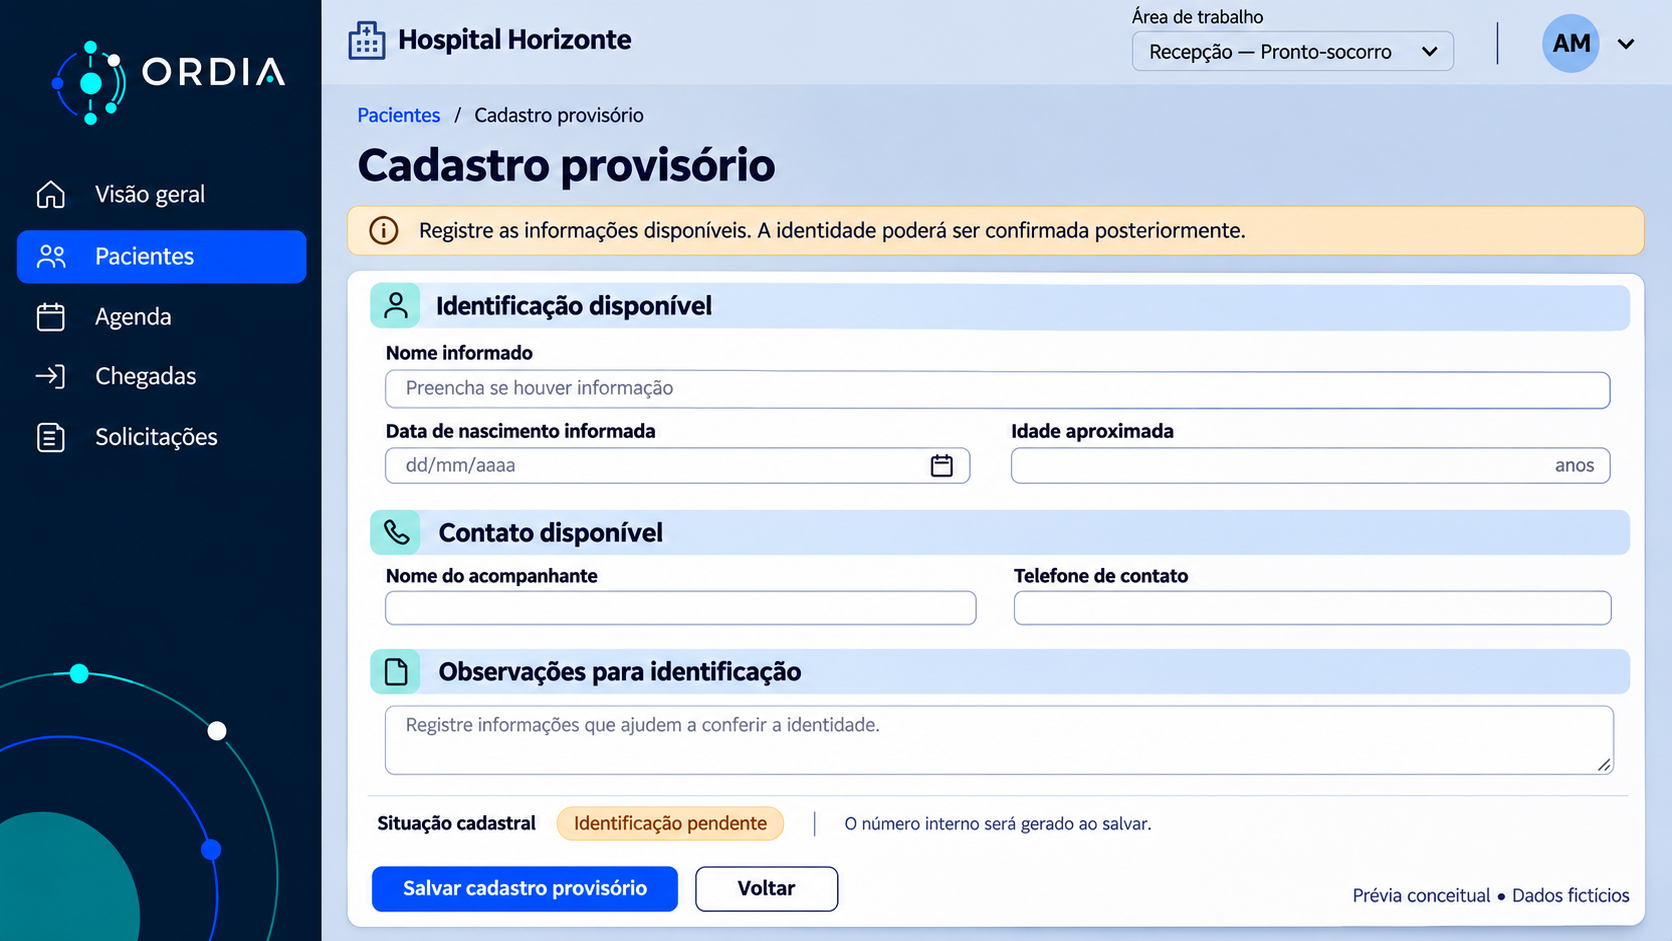 ORDIA
Visão geral
Pacientes
Agenda
Chegadas
Solicitações
Hospital Horizonte
Área de trabalho
Recepção — Pronto-socorro
AM
Pacientes / Cadastro provisório
Cadastro provisório
Registre as informações disponíveis. A identidade poderá ser confirmada posteriormente.
Identificação disponível
Nome informado
Preencha se houver informação
Data de nascimento informada
dd/mm/aaaa
Idade aproximada
anos
Contato disponível
Nome do acompanhante
Telefone de contato
Observações para identificação
Registre informações que ajudem a conferir a identidade.
Situação cadastral
Identificação pendente
O número interno será gerado ao salvar.
Salvar cadastro provisório
Voltar
Prévia conceitual • Dados fictícios